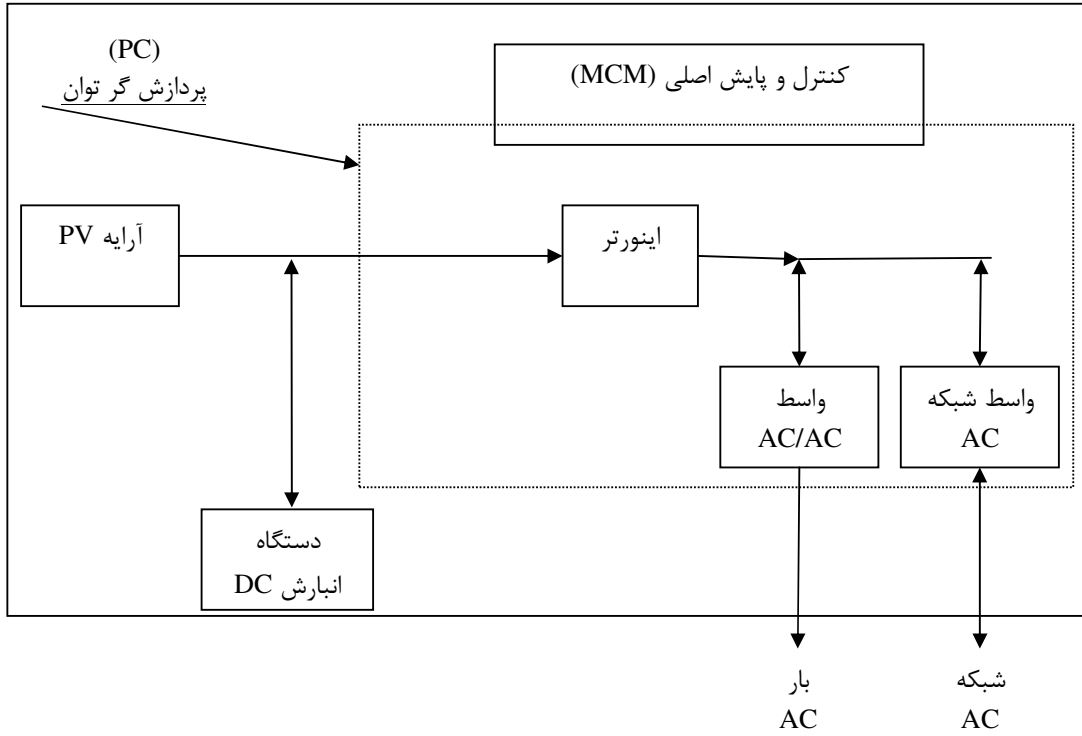 (PC)
پردازش گر توان
کنترل و پایش اصلی (MCM)
آرایه PV
اینورتر
واسط
AC/AC
واسط شبکه
AC
دستگاه
انبارش DC
بار
AC
شبکه
AC